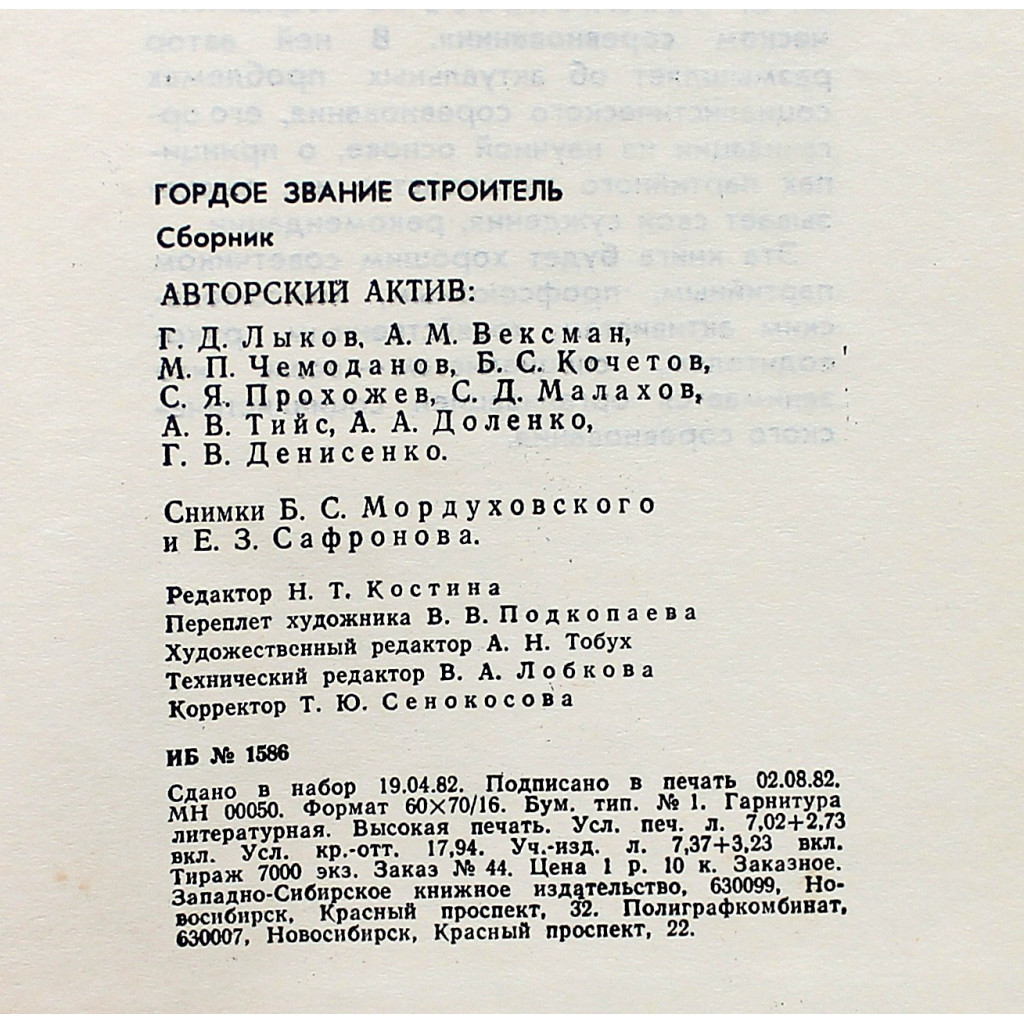 ГОРДОЕ ЗВАНИЕ СТРОИТЕЛЬ
Сборник
АВТОРСКИЙ АКТИВ:
Г. Д. Лыков, А. М. Вексман,
М. П. Чемоданов, Б. С. Кочетов,
С. Я. Прохожев, С. Д. Малахов,
А. В. Тийс, А. А. Доленко,
Г. В. Денисенко.
Снимки Б. С. Мордуховского
и Е. З. Сафронова.
Редактор Н. Т. Костина
Переплет художника В. В. Подкопаева
Художественный редактор А. Н. Тобух
Технический редактор В. А. Лобкова
Корректор Т. Ю. Сенокосова
ИБ № 1586
Сдано в набор 19.04.82. Подписано в печать 02.08.82.
МН 00050. Формат 60×70/16. Бум. тип. № 1. Гарнитура
литературная. Высокая печать. Усл. печ. л. 7,02+2,73
вкл. Усл. кр.-отт. 17,94. Уч.-изд. л. 7,37+3,23 вкл.
Тираж 7000 экз. Заказ № 44. Цена 1 р. 10 к. Заказное.
Западно-Сибирское книжное издательство, 630099, Но-
восибирск, Красный проспект, 32. Полиграфкомбинат,
630007, Новосибирск, Красный проспект, 22.